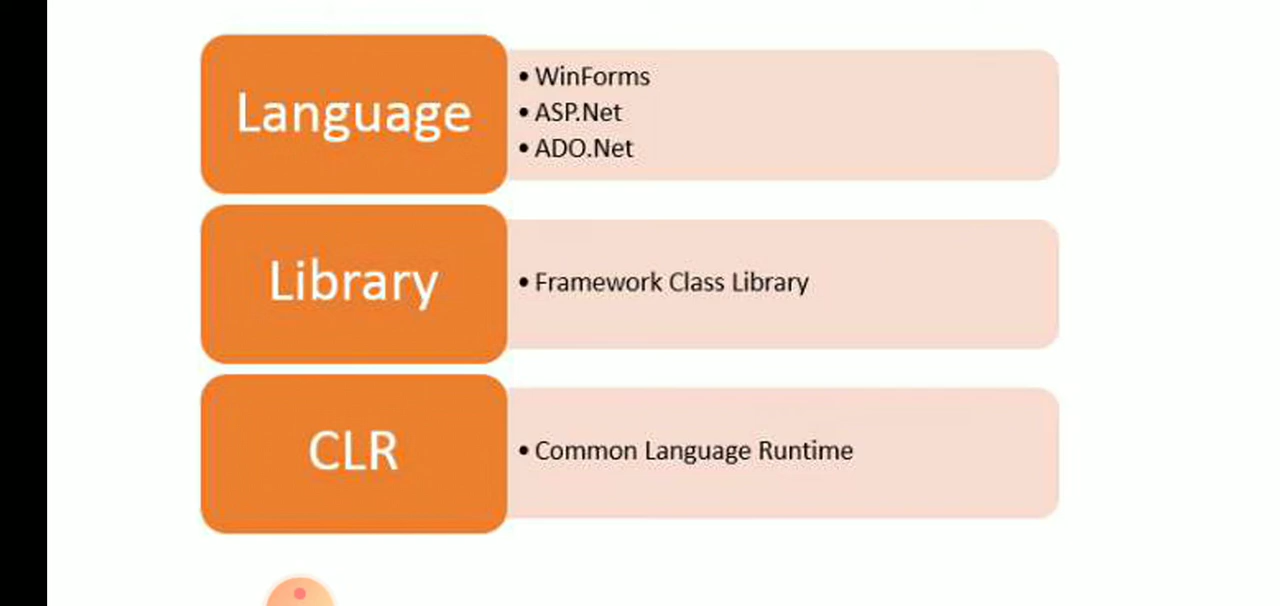 Language
• WinForms
• ASP.Net
• ADO.Net
Library
• Framework Class Library
CLR
• Common Language Runtime